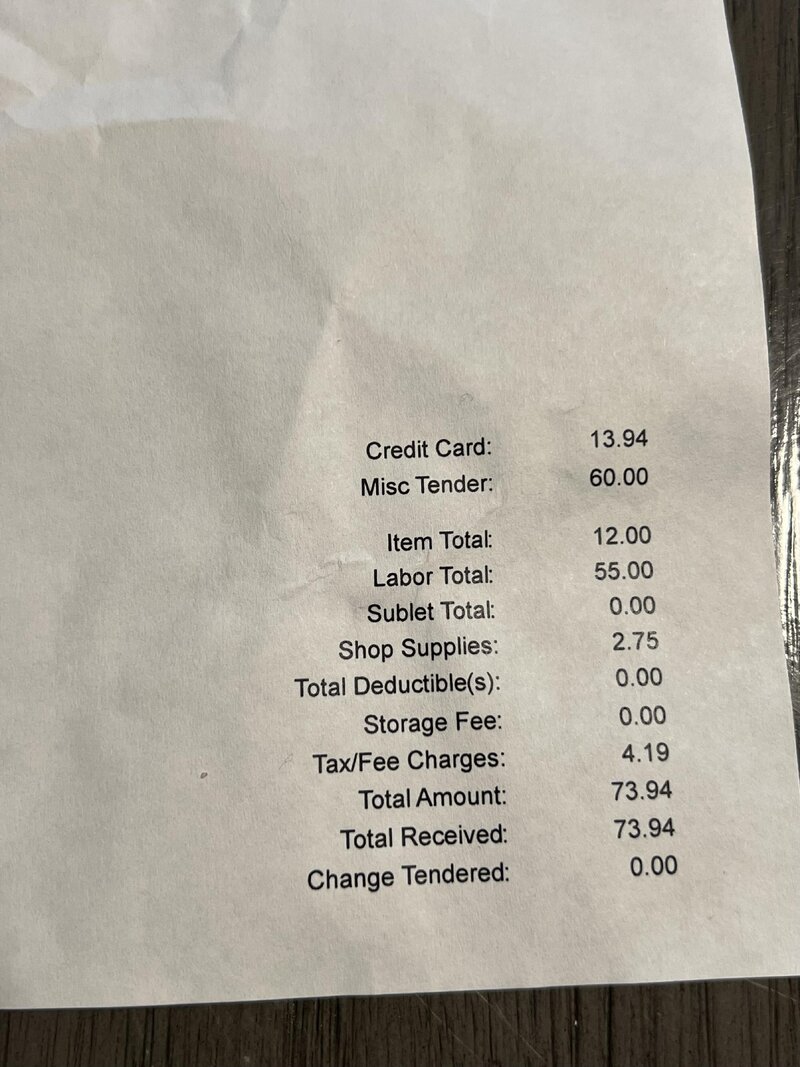 Credit Card: 13.94
Misc Tender: 60.00
Item Total: 12.00
Labor Total: 55.00
Sublet Total: 0.00
Shop Supplies: 2.75
Total Deductible(s): 0.00
Storage Fee: 0.00
Tax/Fee Charges: 4.19
Total Amount: 73.94
Total Received: 73.94
Change Tendered: 0.00